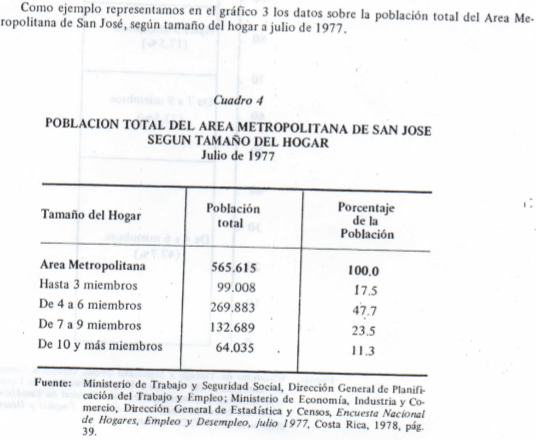 Como ejemplo representamos en el gráfico 3 los datos sobre la población total del Area Me-
ropolitana de San José, según tamaño del hogar a julio de 1977.
Cuadro 4
POBLACION TOTAL DEL AREA METROPOLITANA DE SAN JOSE
SEGUN TAMAÑO DEL HOGAR
Julio de 1977
Tamaño del Hogar Población total Porcentaje de la Población
Area Metropolitana 565.615 100.0
Hasta 3 miembros 99.008 17.5
De 4 a 6 miembros 269.883 47.7
De 7 a 9 miembros 132.689 23.5
De 10 y más miembros 64.035 11.3
Fuente: Ministerio de Trabajo y Seguridad Social, Dirección General de Planifi-
cación del Trabajo y Empleo; Ministerio de Economía, Industria y Co-
mercio, Dirección General de Estadística y Censos, Encuesta Nacional
de Hogares, Empleo y Desempleo, julio 1977, Costa Rica, 1978, pág.
39.